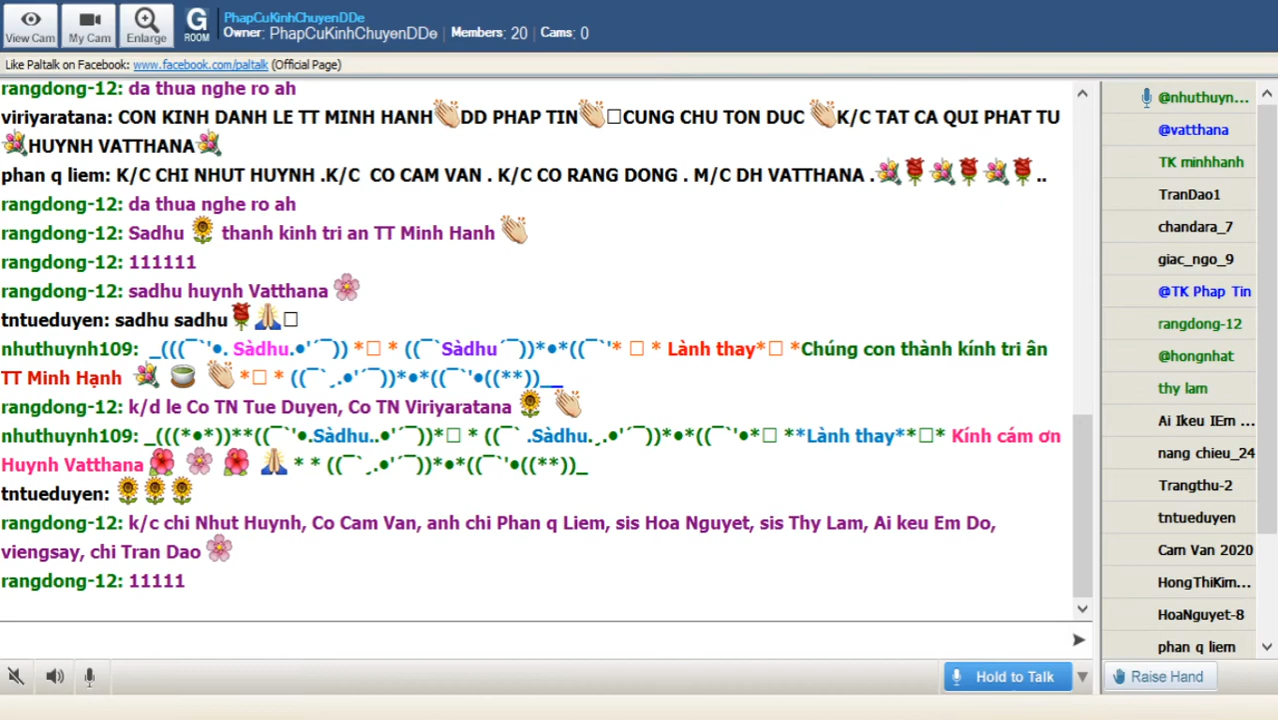 View Cam
My Cam
Enlarge
G
ROOM
PhapCuKinhChuyenDDe
Owner: PhapCuKinhChuyenDDe Members: 20 Cams: 0
Like Paltalk on Facebook: www.facebook.com/paltalk (Official Page)
rangdong-12: da thua nghe ro ah
viriyaratana: CON KINH DANH LE TT MINH HANH👏DD PHAP TIN👏□CUNG CHU TON DUC 👏K/C TAT CA QUI PHAT TU
💐HUYNH VATTHANA💐
phan q liem: K/C CHI NHUT HUYNH .K/C CO CAM VAN . K/C CO RANG DONG . M/C DH VATTHANA .💐🌹💐🌹💐🌹..
rangdong-12: da thua nghe ro ah
rangdong-12: Sadhu 🌻 thanh kinh tri an TT Minh Hanh 👏
rangdong-12: 111111
rangdong-12: sadhu huynh Vatthana 🌸
tntueduyen: sadhu sadhu🌹🙏□
nhuthuynh109: _(((¯`'•. Sàdhu.•'´¯)) *□ * ((¯`Sàdhu´¯))*•*((¯`'* □ * Lành thay*□ *Chúng con thành kính tri ân
TT Minh Hạnh 💐 🍵 👏 *□ * ((¯`¸.•'´¯))*•*((¯`'•((**))__
rangdong-12: k/d le Co TN Tue Duyen, Co TN Viriyaratana 🌻 👏
nhuthuynh109: _(((*•*))**((¯`'•.Sàdhu..•'´¯))*□ * ((¯` .Sàdhu.¸.•'´¯))*•*((¯`'•*□ **Lành thay**□* Kính cám ơn
Huynh Vatthana 🌺 🌸 🌺 🙏 * * ((¯`¸.•'´¯))*•*((¯`'•((**))_
tntueduyen: 🌻🌻🌻
rangdong-12: k/c chi Nhut Huynh, Co Cam Van, anh chi Phan q Liem, sis Hoa Nguyet, sis Thy Lam, Ai keu Em Do,
viengsay, chi Tran Dao 🌸
rangdong-12: 11111
Hold to Talk
@nhuthuyn...
@vatthana
TK minhhanh
TranDao1
chandara_7
giac_ngo_9
@TK Phap Tin
rangdong-12
@hongnhat
thy lam
Ai Ikeu IEm ...
nang chieu_24
Trangthu-2
tntueduyen
Cam Van 2020
HongThiKim...
HoaNguyet-8
phan q liem
Raise Hand